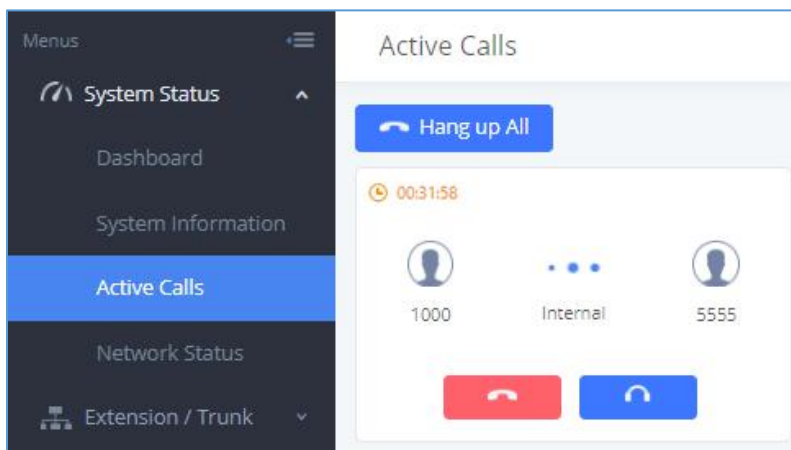 Menus
System Status
Dashboard
System Information
Active Calls
Network Status
Extension / Trunk
Active Calls
Hang up All
00:31:58
1000 Internal 5555